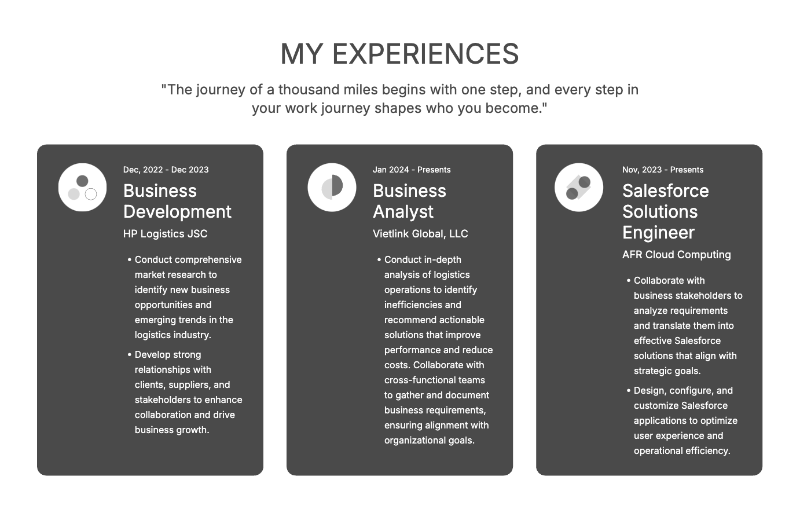 MY EXPERIENCES
"The journey of a thousand miles begins with one step, and every step in
your work journey shapes who you become."
Dec, 2022 - Dec 2023
Business
Development
HP Logistics JSC
• Conduct comprehensive
market research to
identify new business
opportunities and
emerging trends in the
logistics industry.
• Develop strong
relationships with
clients, suppliers, and
stakeholders to enhance
collaboration and drive
business growth.
Jan 2024 - Presents
Business
Analyst
Vietlink Global, LLC
• Conduct in-depth
analysis of logistics
operations to identify
inefficiencies and
recommend actionable
solutions that improve
performance and reduce
costs. Collaborate with
cross-functional teams
to gather and document
business requirements,
ensuring alignment with
organizational goals.
Nov, 2023 - Presents
Salesforce
Solutions
Engineer
AFR Cloud Computing
• Collaborate with
business stakeholders to
analyze requirements
and translate them into
effective Salesforce
solutions that align with
strategic goals.
• Design, configure, and
customize Salesforce
applications to optimize
user experience and
operational efficiency.